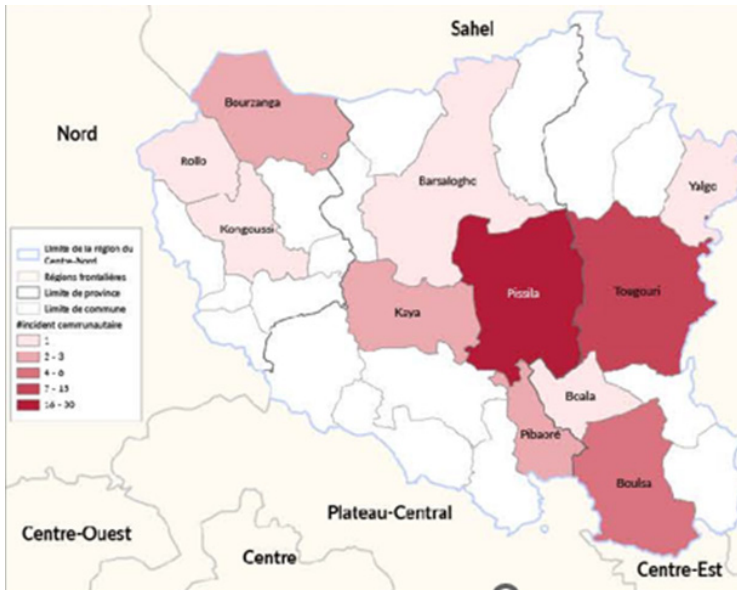 Sahel
Bourzanga
Nord
Rollo
Barsalogho
Yalgo
Kongoussi
Limite de la région du
Centre-Nord
Régions frontalières
Limite de province
Limite de commune
#incident communautaire
1
2 - 3
4 - 6
7 - 15
16 - 30
Kaya
Pissila
Tougouri
Boala
Pibaoré
Boulsa
Plateau-Central
Centre-Ouest
Centre
Centre-Est